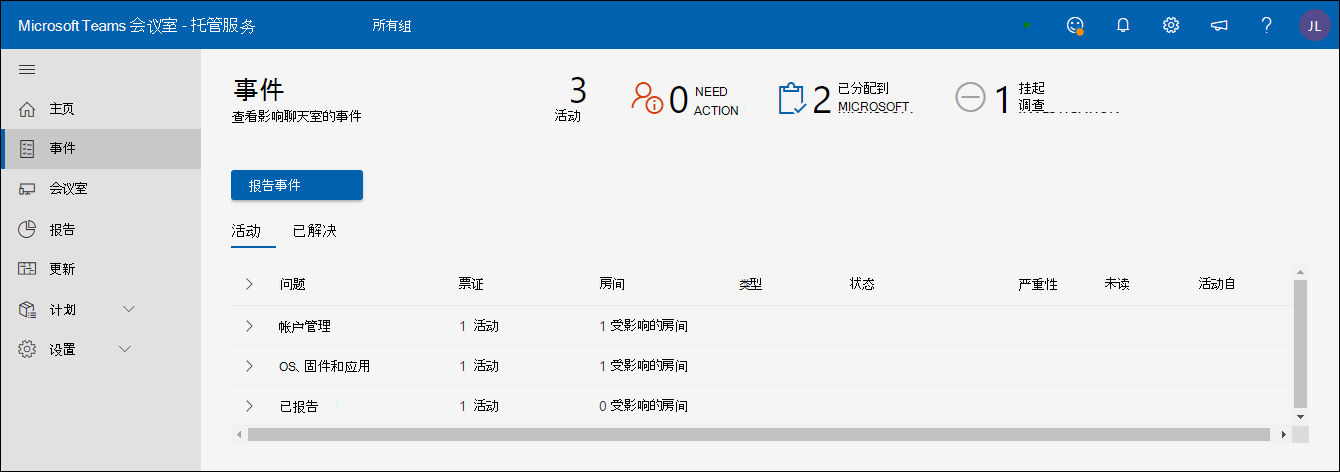 Microsoft Teams 会议室 - 托管服务
所有组
JL
主页
事件
会议室
报告
更新
计划
设置
事件
查看影响聊天室的事件
3
活动
0 NEED
ACTION
2 已分配到
MICROSOFT
1 挂起
调查
报告事件
活动 已解决
问题 票证 房间 类型 状态 严重性 未读 活动自
帐户管理 1 活动 1 受影响的房间
OS、固件和应用 1 活动 1 受影响的房间
已报告 1 活动 0 受影响的房间